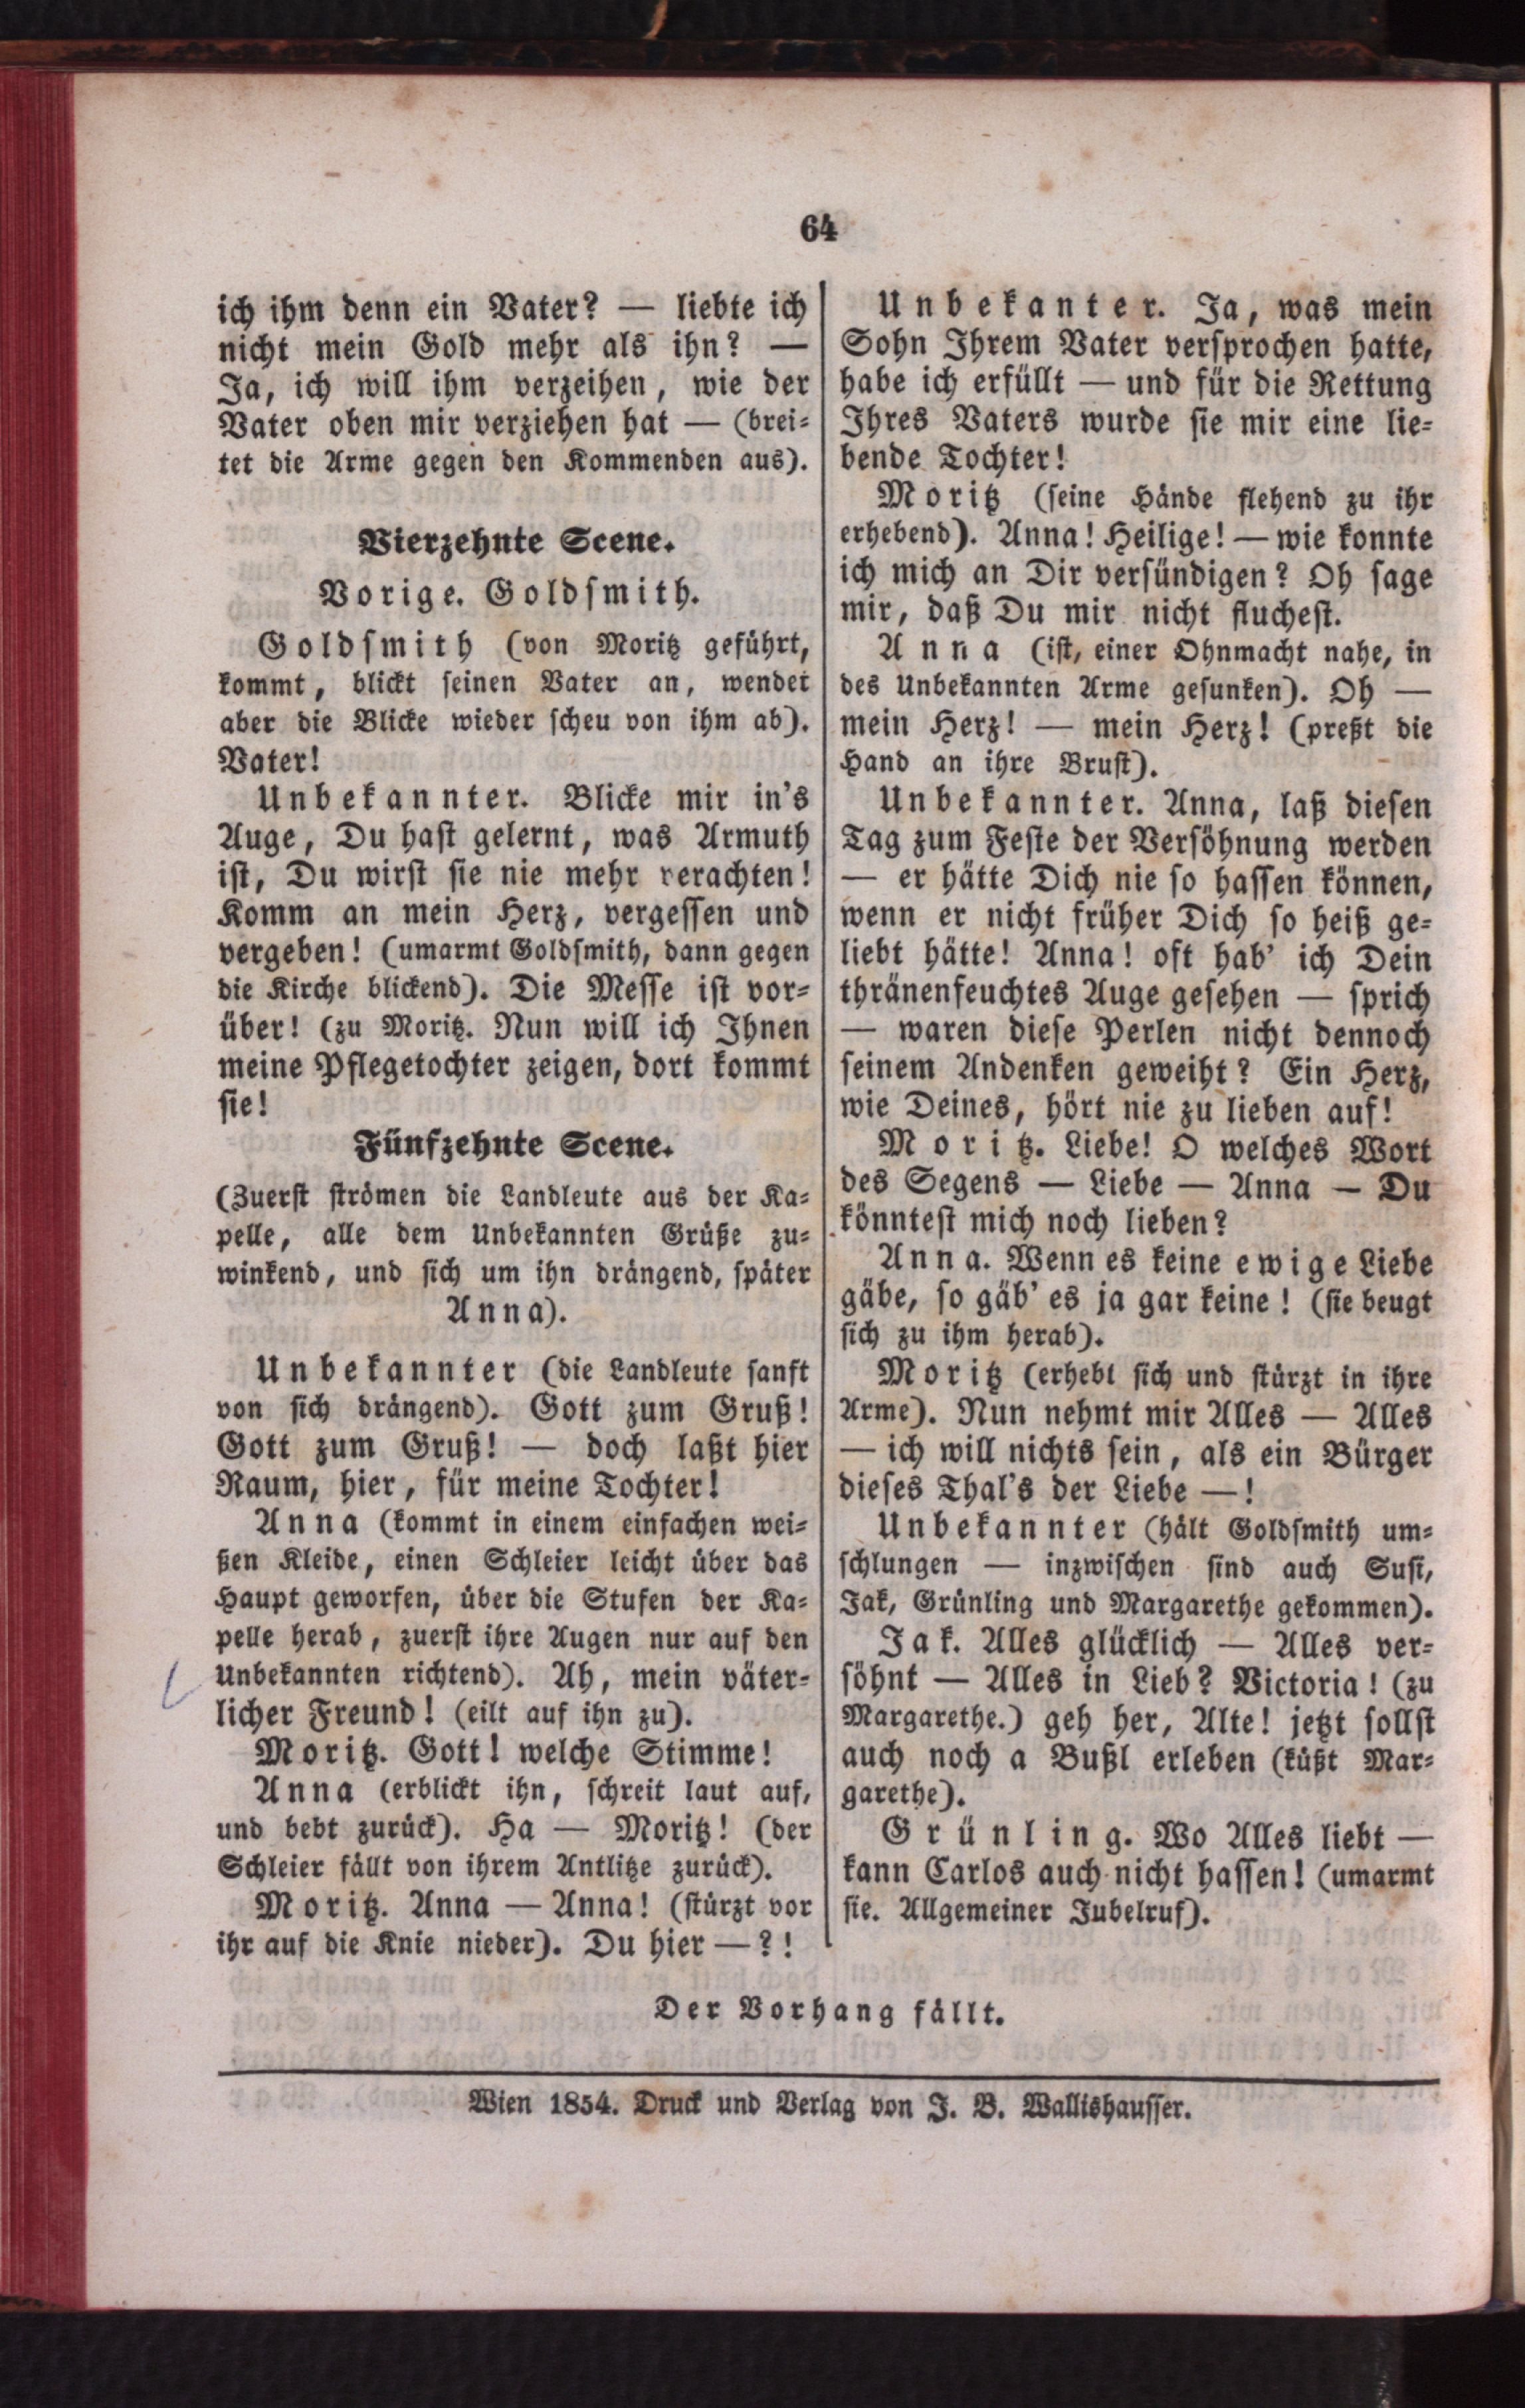 64
ich ihm denn ein Vater? — liebte ich
nicht mein Gold mehr als ihn? —
Ja, ich will ihm verzeihen, wie der
Vater oben mir verziehen hat — (brei-
tet die Arme gegen den Kommenden aus).
Vierzehnte Scene.
Vorige. Goldsmith.
Goldsmith (von Moritz geführt,
kommt, blickt seinen Vater an, wendet
aber die Blicke wieder scheu von ihm ab).
Vater!
Unbekannter. Blicke mir in's
Auge, Du hast gelernt, was Armuth
ist, Du wirst sie nie mehr verachten!
Komm an mein Herz, vergessen und
vergeben! (umarmt Goldsmith, dann gegen
die Kirche blickend). Die Messe ist vor-
über! (zu Moritz. Nun will ich Ihnen
meine Pflegetochter zeigen, dort kommt
sie!
Fünfzehnte Scene.
(Zuerst strömen die Landleute aus der Ka-
pelle, alle dem Unbekannten Grüße zu-
winkend, und sich um ihn drängend, später
Anna).
Unbekannter (die Landleute sanft
von sich drängend). Gott zum Gruß!
Gott zum Gruß! — doch laßt hier
Raum, hier, für meine Tochter!
Anna (kommt in einem einfachen wei-
ßen Kleide, einen Schleier leicht über das
Haupt geworfen, über die Stufen der Ka-
pelle herab, zuerst ihre Augen nur auf den
Unbekannten richtend). Ah, mein väter-
licher Freund! (eilt auf ihn zu).
Moritz. Gott! welche Stimme!
Anna (erblickt ihn, schreit laut auf,
und bebt zurück). Ha — Moritz! (der
Schleier fällt von ihrem Antlitze zurück).
Moritz. Anna — Anna! (stürzt vor
ihr auf die Knie nieder). Du hier — ?!
Unbekanter. Ja, was mein
Sohn Ihrem Vater versprochen hatte,
habe ich erfüllt — und für die Rettung
Ihres Vaters wurde sie mir eine lie-
bende Tochter!
Moritz (seine Hände flehend zu ihr
erhebend). Anna! Heilige! — wie konnte
ich mich an Dir versündigen? Oh sage
mir, daß Du mir nicht fluchest.
Anna (ist, einer Ohnmacht nahe, in
des Unbekannten Arme gesunken). Oh —
mein Herz! — mein Herz! (preßt die
Hand an ihre Brust).
Unbekannter. Anna, laß diesen
Tag zum Feste der Versöhnung werden
— er hätte Dich nie so hassen können,
wenn er nicht früher Dich so heiß ge-
liebt hätte! Anna! oft hab' ich Dein
thränenfeuchtes Auge gesehen — sprich
— waren diese Perlen nicht dennoch
seinem Andenken geweiht? Ein Herz,
wie Deines, hört nie zu lieben auf!
Moritz. Liebe! O welches Wort
des Segens — Liebe — Anna — Du
könntest mich noch lieben?
Anna. Wenn es keine ewige Liebe
gäbe, so gäb' es ja gar keine! (sie beugt
sich zu ihm herab).
Moritz (erhebt sich und stürzt in ihre
Arme). Nun nehmt mir Alles — Alles
— ich will nichts sein, als ein Bürger
dieses Thal's der Liebe —!
Unbekannter (hält Goldsmith um-
schlungen — inzwischen sind auch Susi,
Jak, Grünling und Margarethe gekommen).
Jak. Alles glücklich — Alles ver-
söhnt — Alles in Lieb? Victoria! (zu
Margarethe.) geh her, Alte! jetzt sollst
auch noch a Bußl erleben (küßt Mar-
garethe).
Grünling. Wo Alles liebt —
kann Carlos auch nicht hassen! (umarmt
sie. Allgemeiner Jubelruf).
Der Vorhang fällt.
Wien 1854. Druck und Verlag von J. B. Wallishausser.